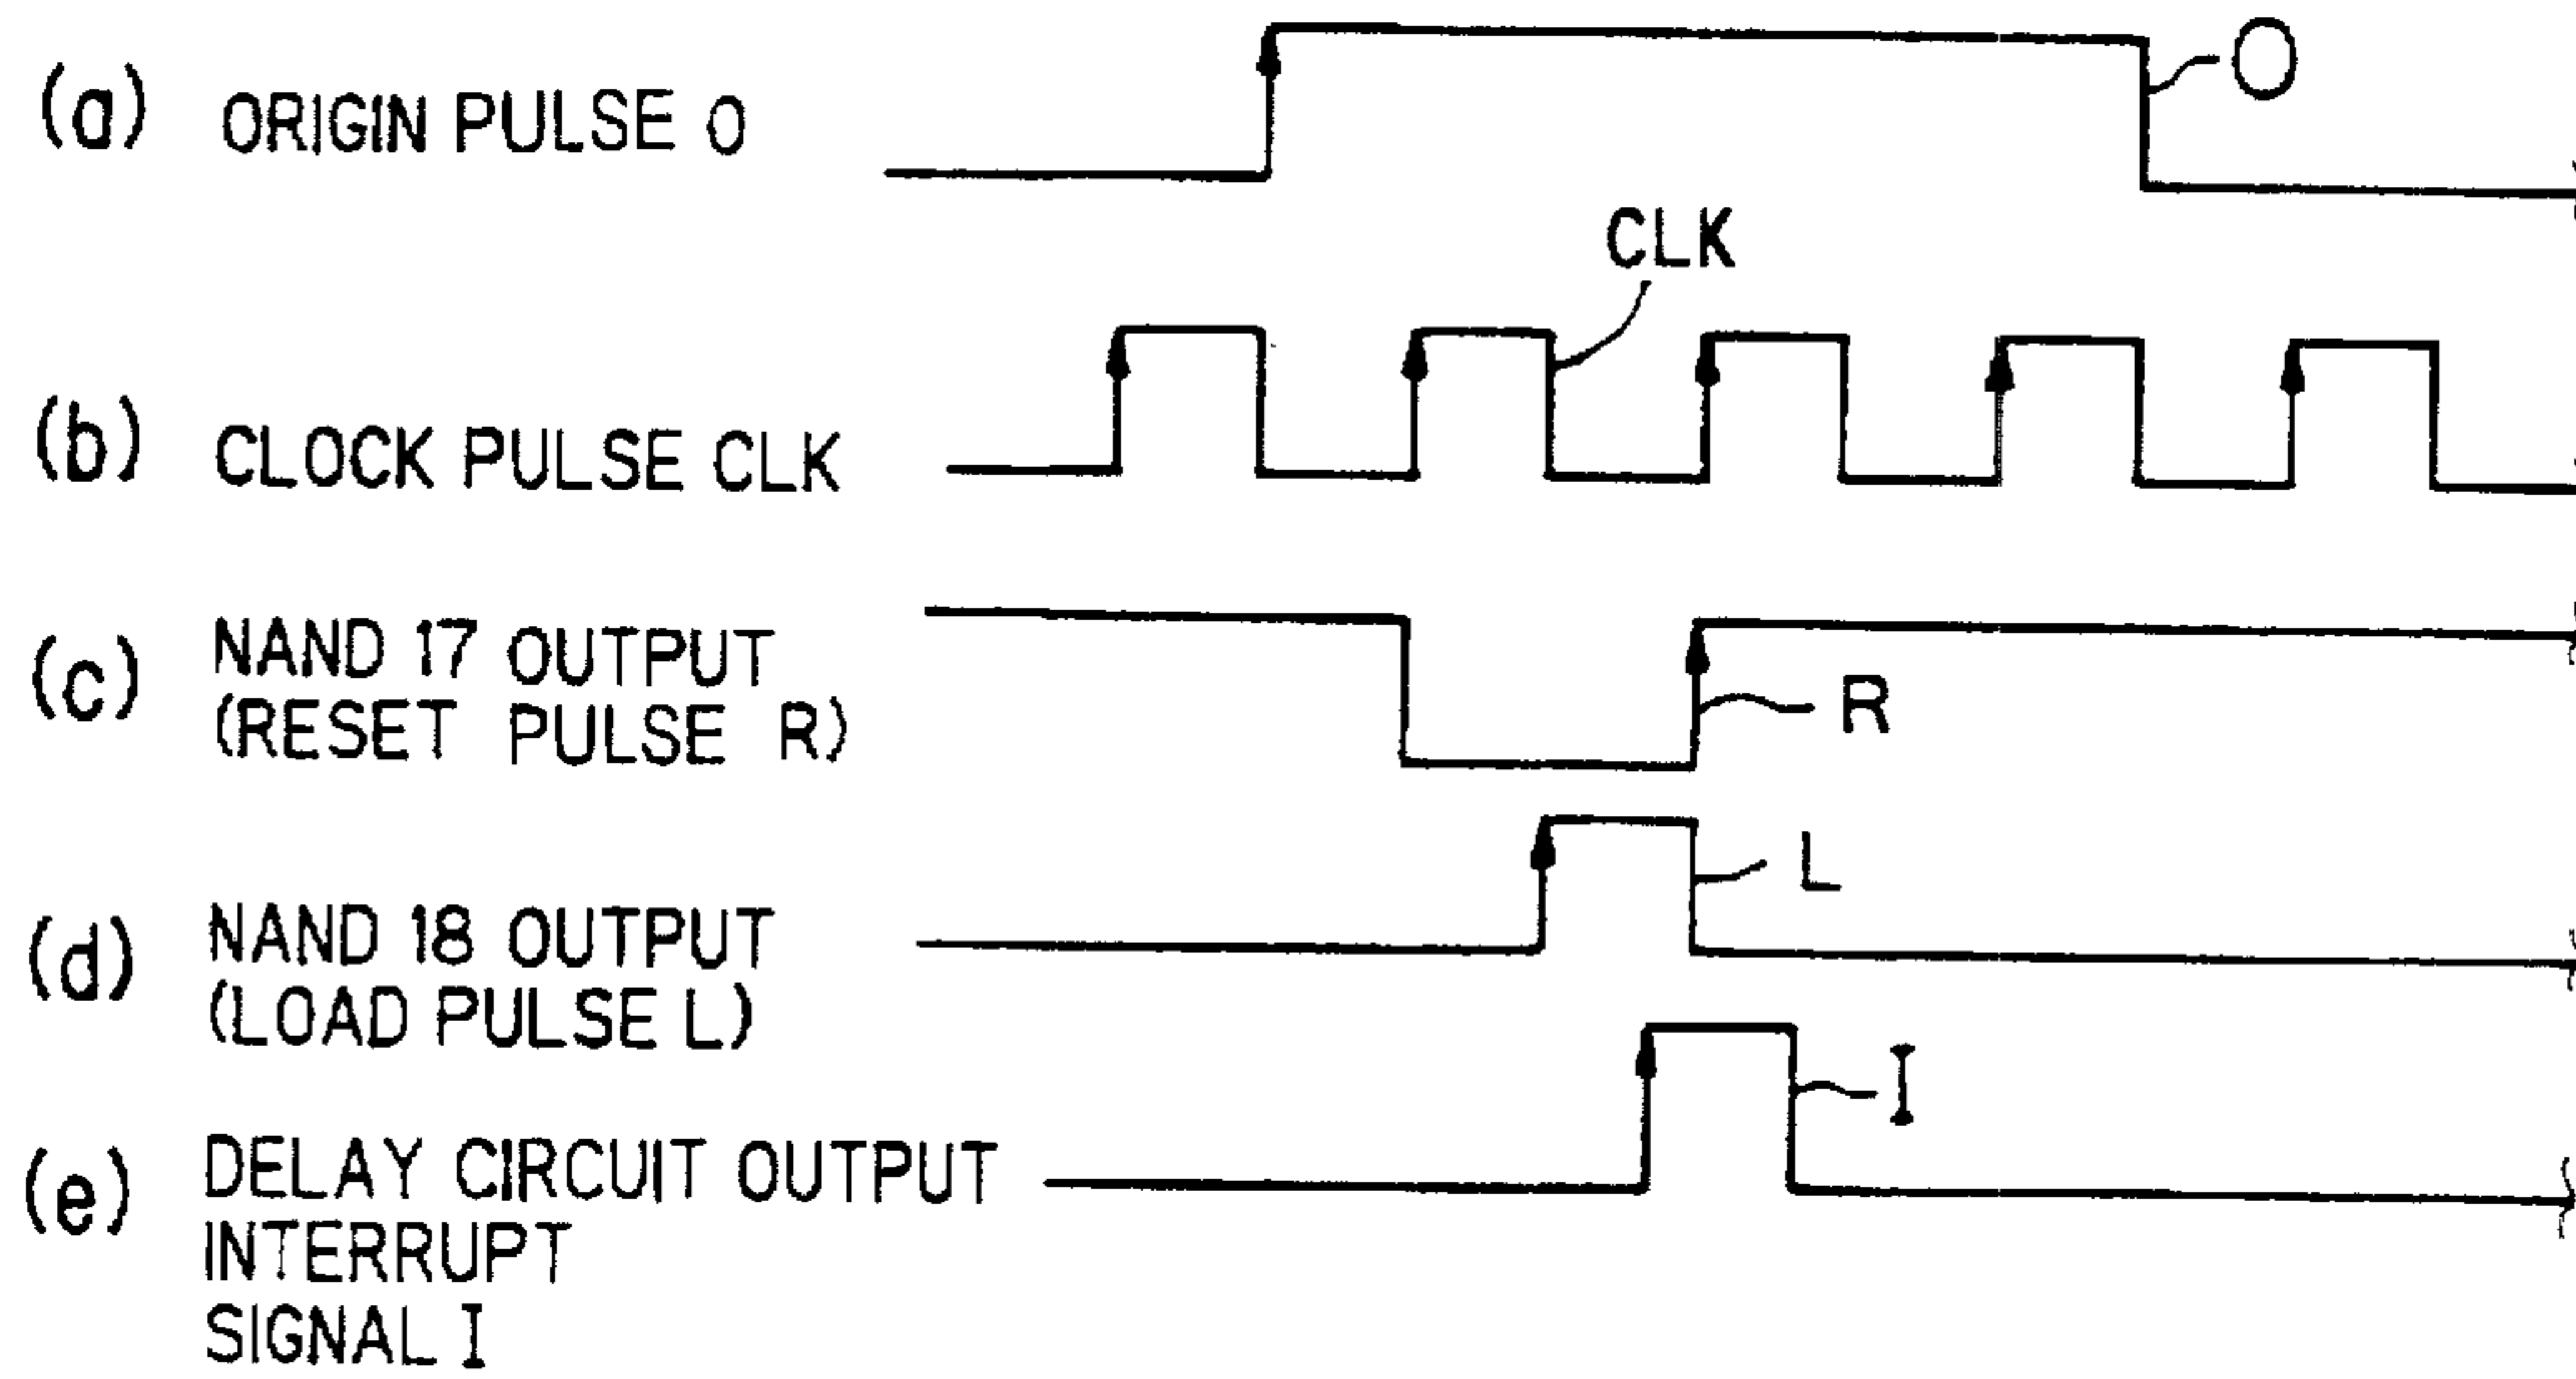 (a) ORIGIN PULSE O
O
CLK
(b) CLOCK PULSE CLK
(c) NAND 17 OUTPUT
(RESET PULSE R)
R
(d) NAND 18 OUTPUT
(LOAD PULSE L)
L
(e) DELAY CIRCUIT OUTPUT
INTERRUPT
SIGNAL I
I